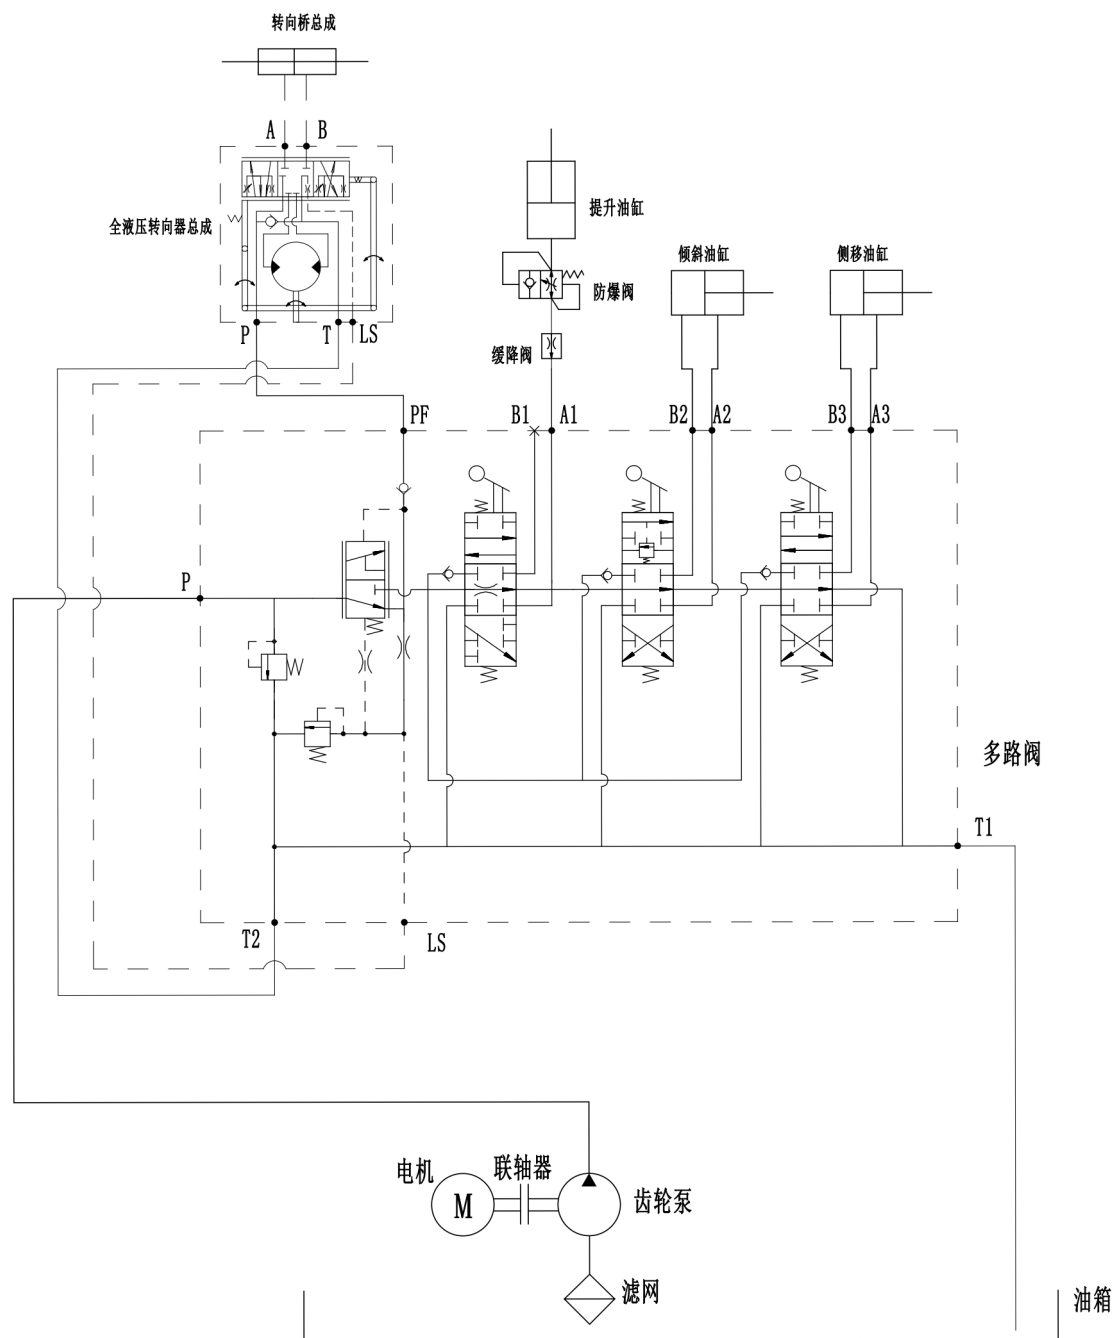 转向桥总成
A B
全液压转向器总成
P T LS
提升油缸
防爆阀
缓降阀
倾斜油缸
侧移油缸
PF B1 A1 B2 A2 B3 A3
P
多路阀
T1
T2 LS
电机
联轴器
M
齿轮泵
滤网
油箱